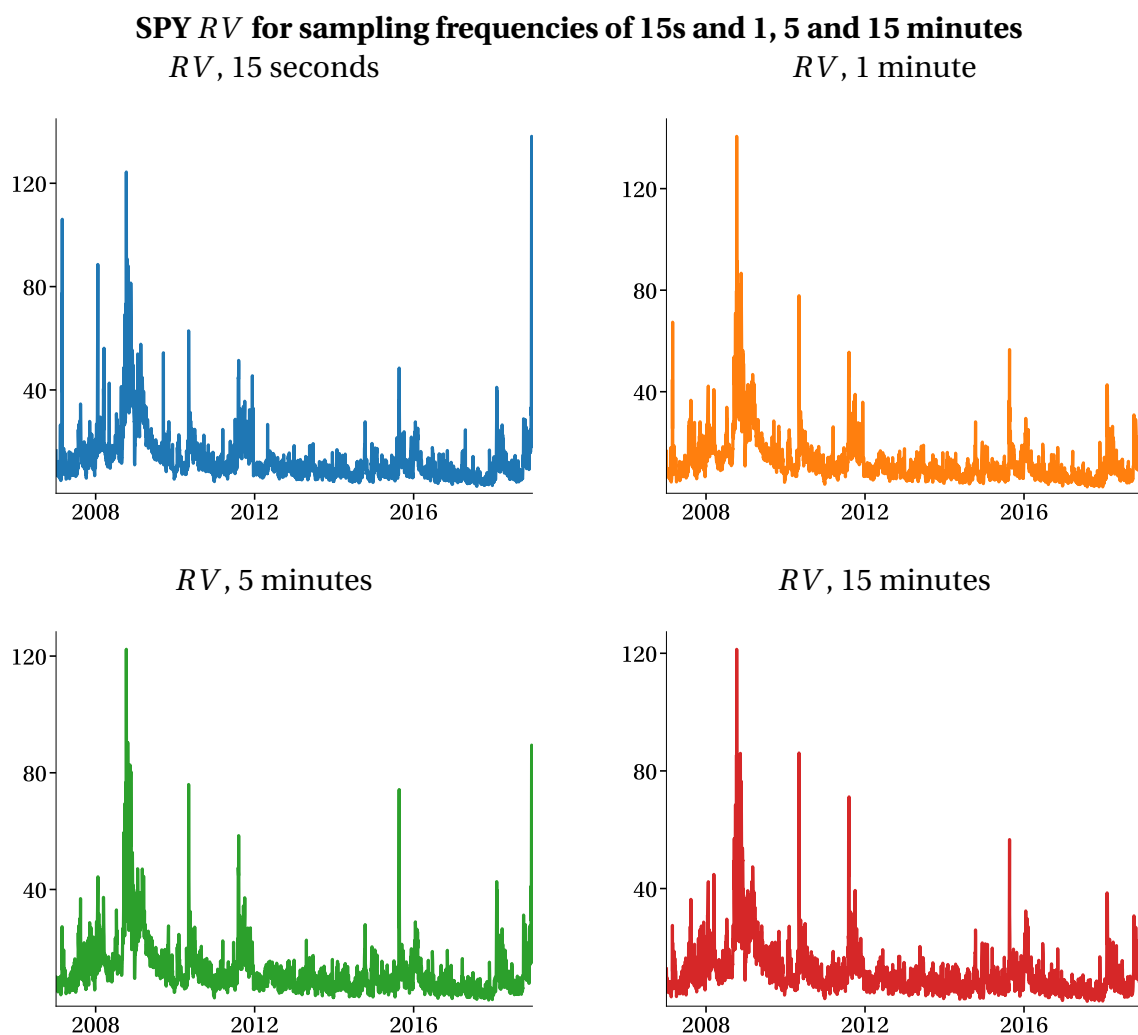 SPY RV for sampling frequencies of 15s and 1, 5 and 15 minutes
RV, 15 seconds
120
80
40
2008 2012 2016
RV, 1 minute
120
80
40
2008 2012 2016
RV, 5 minutes
120
80
40
2008 2012 2016
RV, 15 minutes
120
80
40
2008 2012 2016